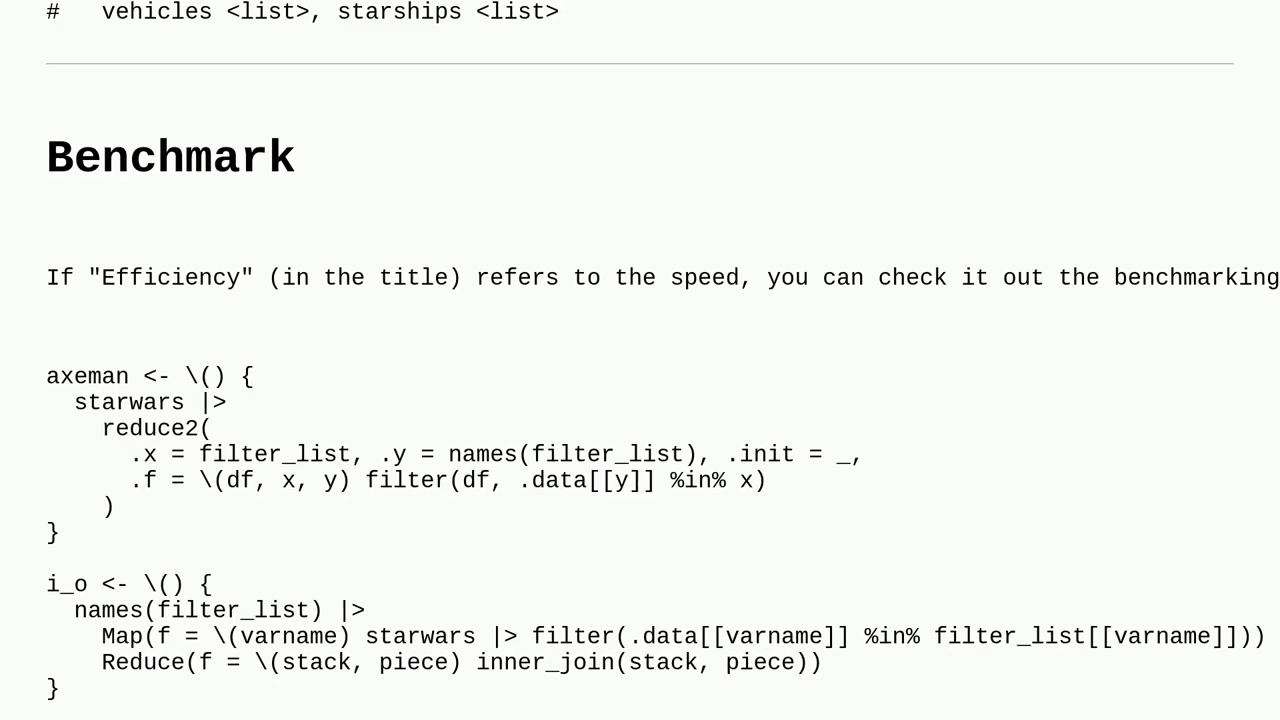 #   vehicles <list>, starships <list>
Benchmark
If "Efficiency" (in the title) refers to the speed, you can check it out the benchmarking
axeman <- \() {
  starwars |>
    reduce2(
      .x = filter_list, .y = names(filter_list), .init = _,
      .f = \(df, x, y) filter(df, .data[[y]] %in% x)
    )
}
i_o <- \() {
  names(filter_list) |>
    Map(f = \(varname) starwars |> filter(.data[[varname]] %in% filter_list[[varname]]))
    Reduce(f = \(stack, piece) inner_join(stack, piece))
}